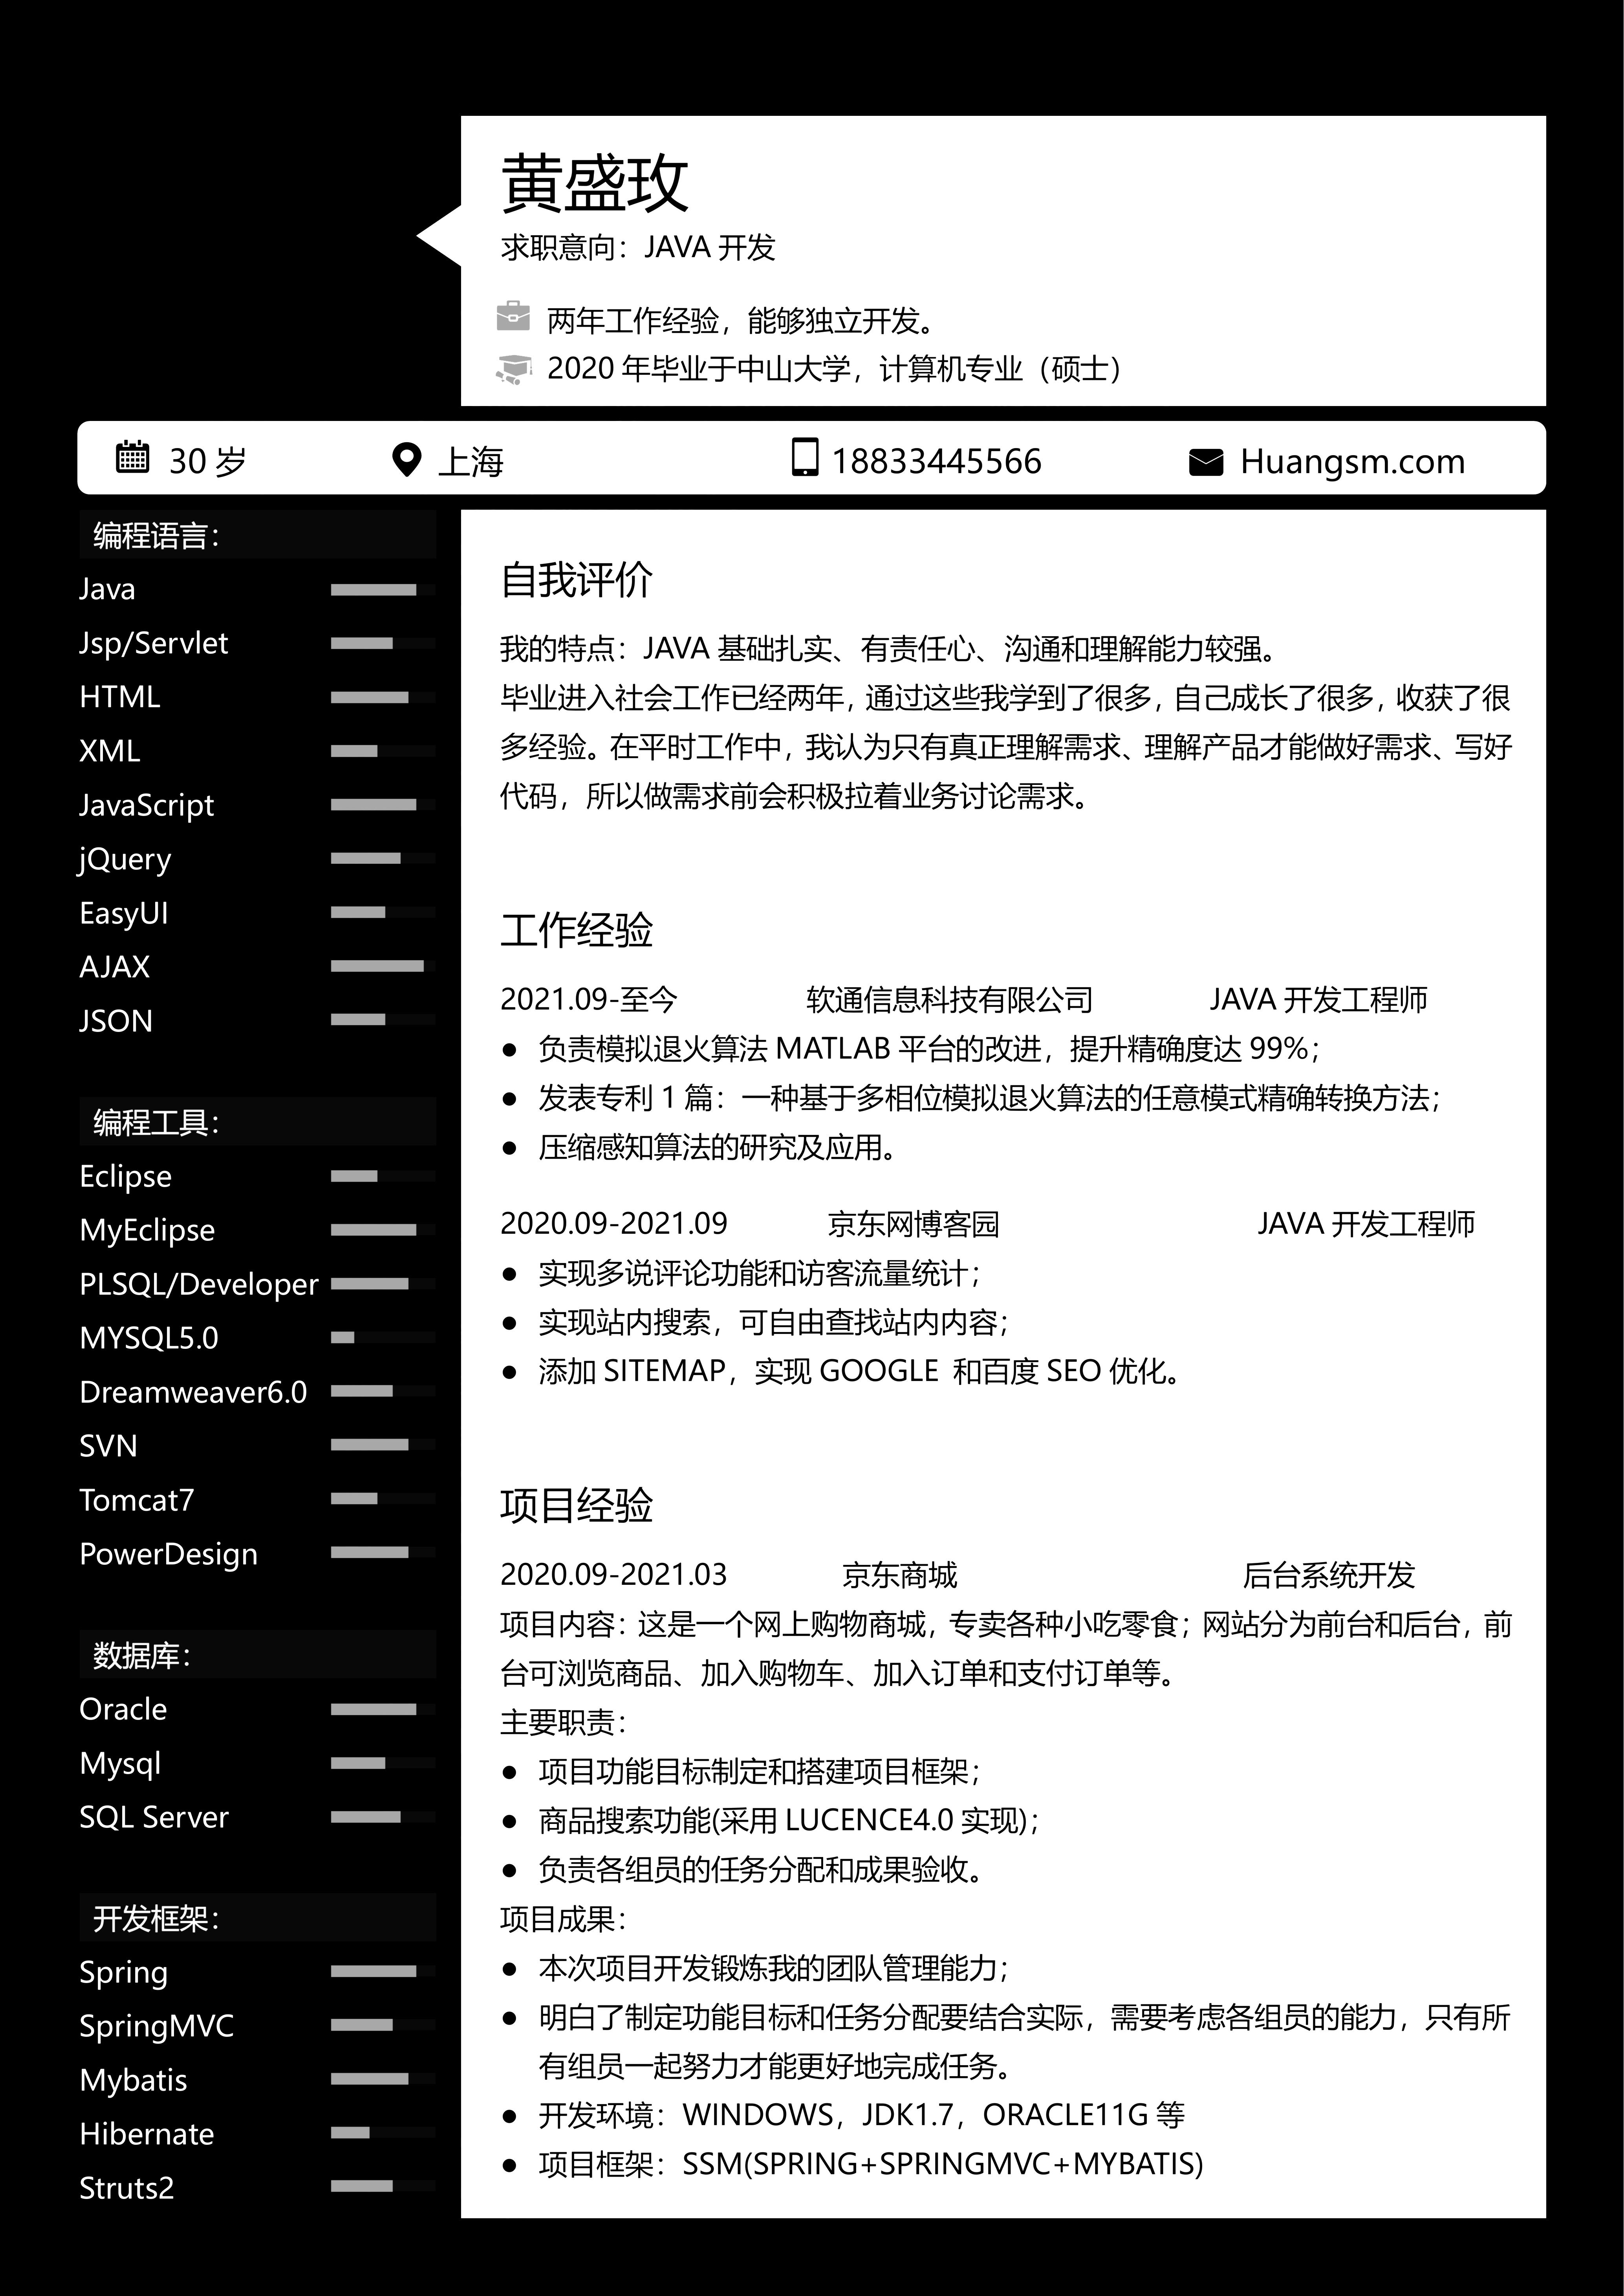 黄盛玫
求职意向：JAVA 开发
两年工作经验，能够独立开发。
2020 年毕业于中山大学，计算机专业（硕士）
30 岁
上海
18833445566
Huangsm.com
编程语言：
Java
Jsp/Servlet
HTML
XML
JavaScript
jQuery
EasyUI
AJAX
JSON
编程工具：
Eclipse
MyEclipse
PLSQL/Developer
MYSQL5.0
Dreamweaver6.0
SVN
Tomcat7
PowerDesign
数据库：
Oracle
Mysql
SQL Server
开发框架：
Spring
SpringMVC
Mybatis
Hibernate
Struts2
自我评价
我的特点：JAVA 基础扎实、有责任心、沟通和理解能力较强。
毕业进入社会工作已经两年，通过这些我学到了很多，自己成长了很多，收获了很
多经验。在平时工作中，我认为只有真正理解需求、理解产品才能做好需求、写好
代码，所以做需求前会积极拉着业务讨论需求。
工作经验
2021.09-至今 软通信息科技有限公司 JAVA 开发工程师
● 负责模拟退火算法 MATLAB 平台的改进，提升精确度达 99%；
● 发表专利 1 篇：一种基于多相位模拟退火算法的任意模式精确转换方法；
● 压缩感知算法的研究及应用。
2020.09-2021.09 京东网博客园 JAVA 开发工程师
● 实现多说评论功能和访客流量统计；
● 实现站内搜索，可自由查找站内内容；
● 添加 SITEMAP，实现 GOOGLE 和百度 SEO 优化。
项目经验
2020.09-2021.03 京东商城 后台系统开发
项目内容：这是一个网上购物商城，专卖各种小吃零食；网站分为前台和后台，前
台可浏览商品、加入购物车、加入订单和支付订单等。
主要职责：
● 项目功能目标制定和搭建项目框架；
● 商品搜索功能(采用 LUCENCE4.0 实现)；
● 负责各组员的任务分配和成果验收。
项目成果：
● 本次项目开发锻炼我的团队管理能力；
● 明白了制定功能目标和任务分配要结合实际，需要考虑各组员的能力，只有所
有组员一起努力才能更好地完成任务。
● 开发环境：WINDOWS，JDK1.7，ORACLE11G 等
● 项目框架：SSM(SPRING+SPRINGMVC+MYBATIS)